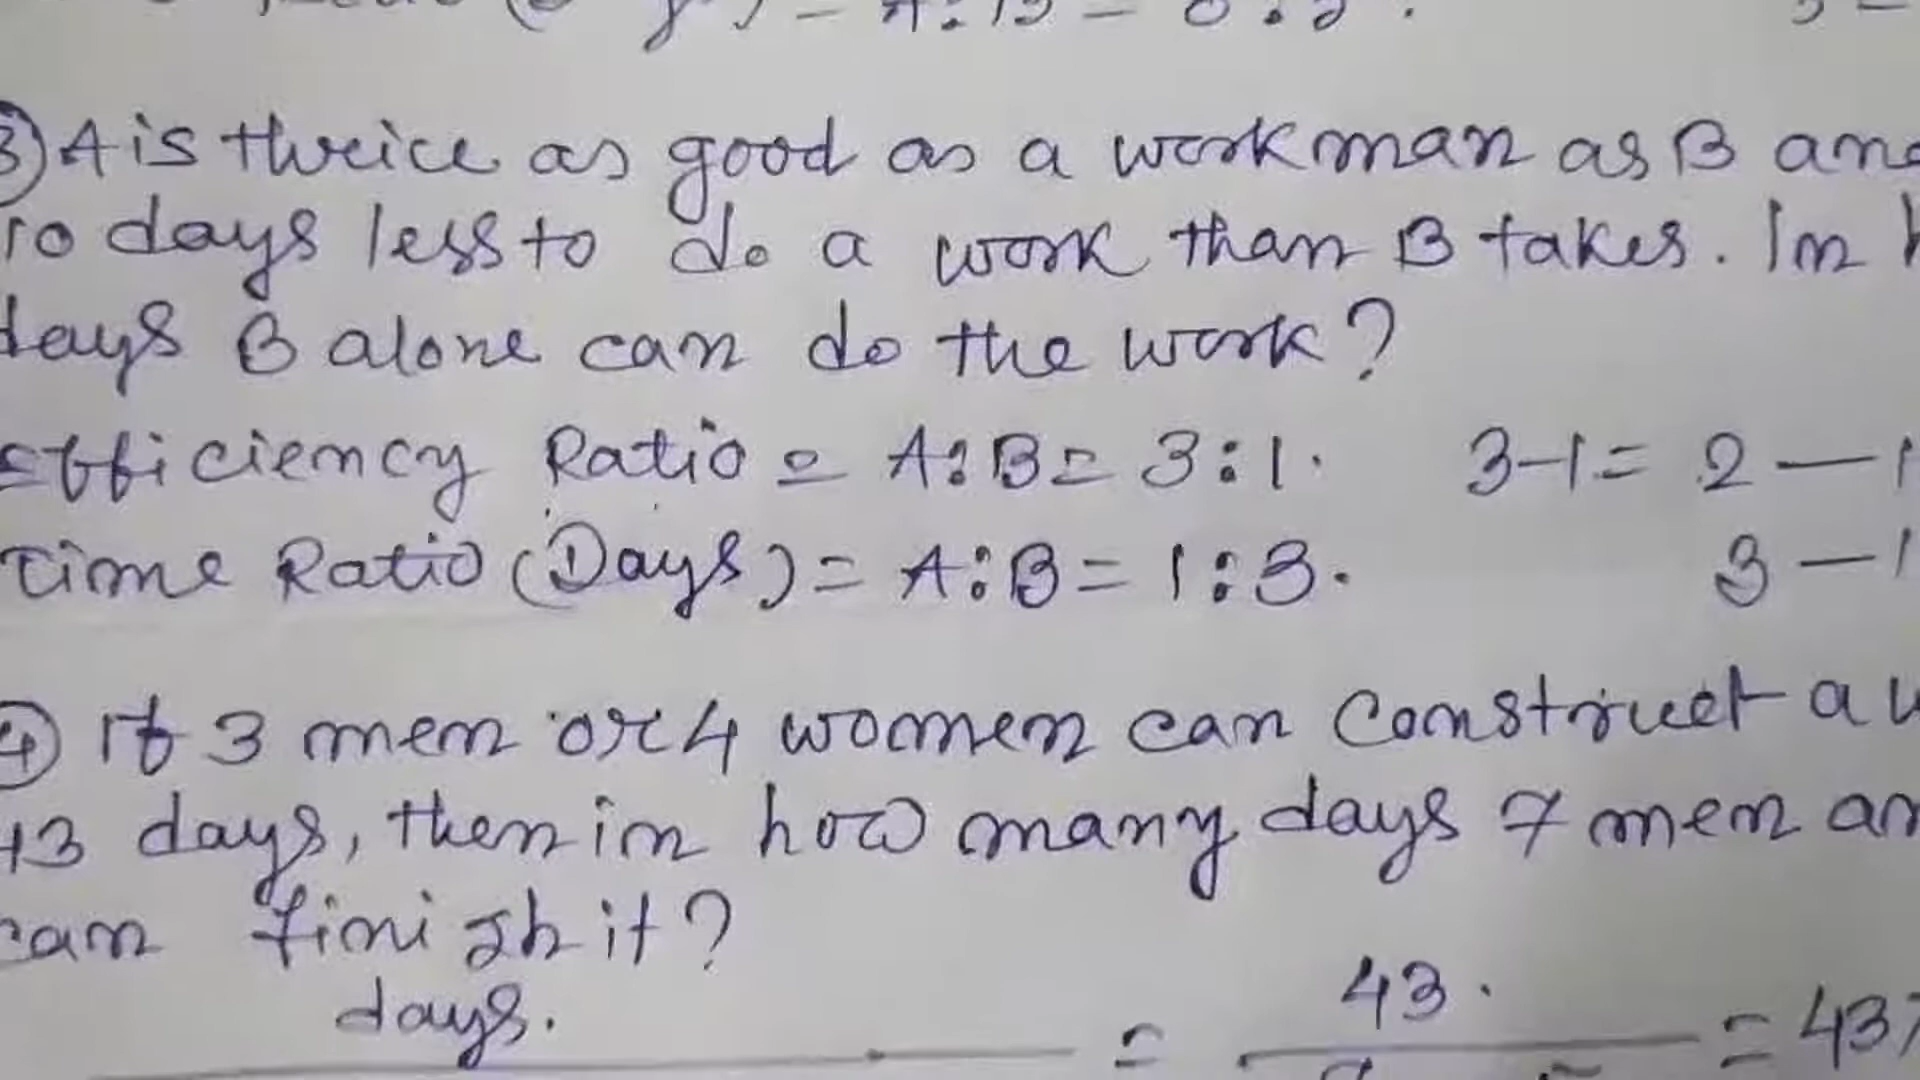 3) A is thrice as good as a workman as B and
10 days less to do a work than B takes. In
days B alone can do the work?
Efficiency Ratio = A:B = 3:1. 3-1 = 2 — 1
Time Ratio (Days) = A:B = 1:3. 3 — 1
4) If 3 men or 4 women can construct a
43 days, then in how many days 7 men
can finish it?
days.
= 43. = 43